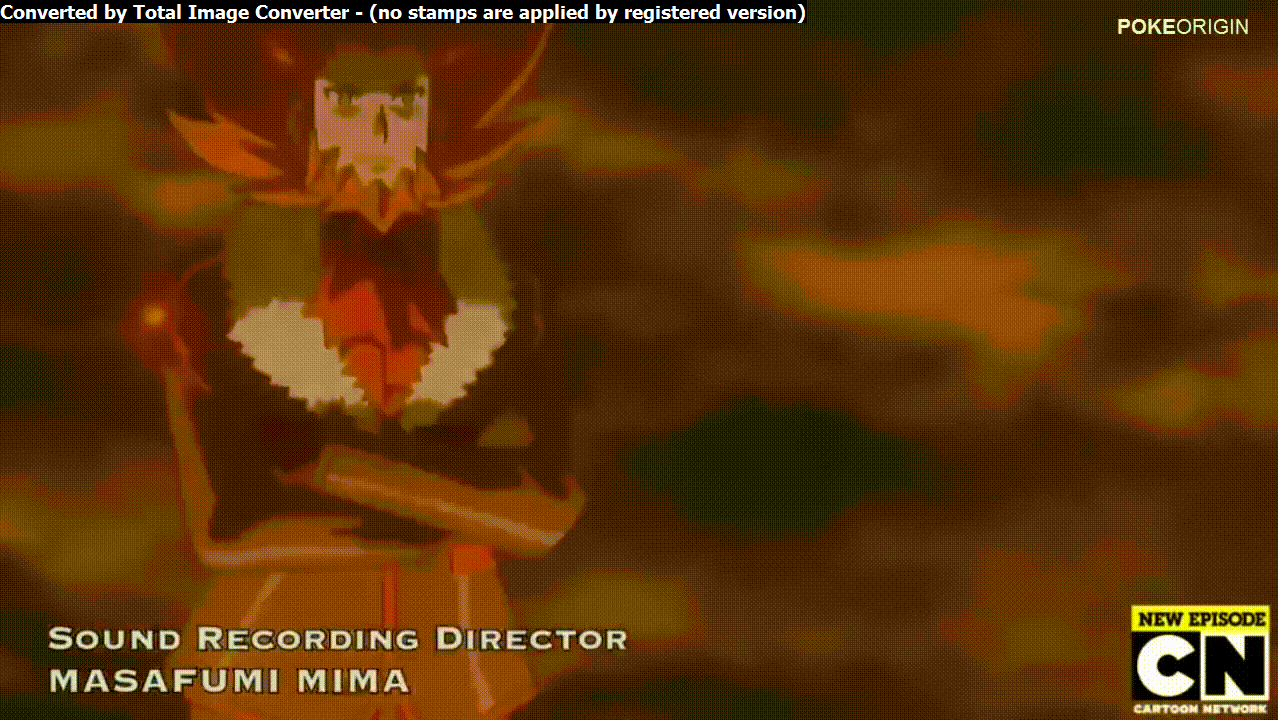 Converted by Total Image Converter - (no stamps are applied by registered version)
POKEORIGIN
SOUND RECORDING DIRECTOR
MASAFUMI MIMA
NEW EPISODE
CN
CARTOON NETWORK